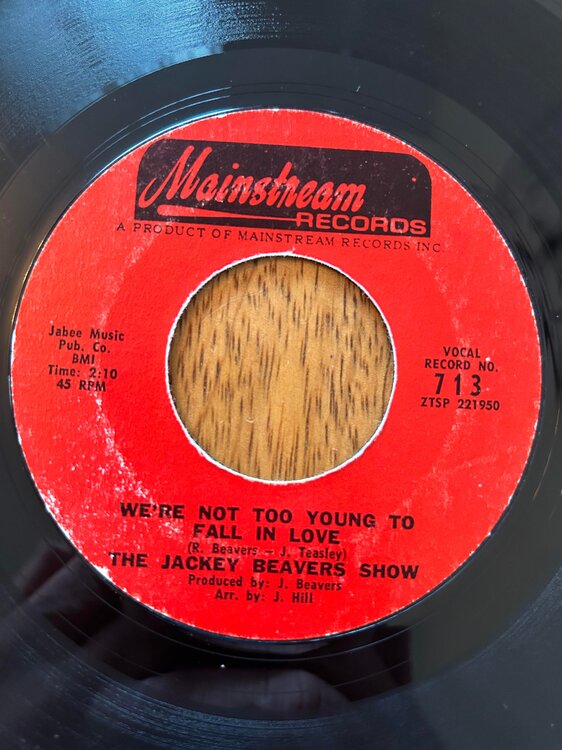 Mainstream
RECORDS
A PRODUCT OF MAINSTREAM RECORDS INC.
Jabee Music
Pub. Co.
BMI
Time: 2:10
45 RPM
VOCAL
RECORD NO.
713
ZTSP 221950
WE'RE NOT TOO YOUNG TO
FALL IN LOVE
(R. Beavers - J. Teasley)
THE JACKEY BEAVERS SHOW
Produced by: J. Beavers
Arr. by: J. Hill